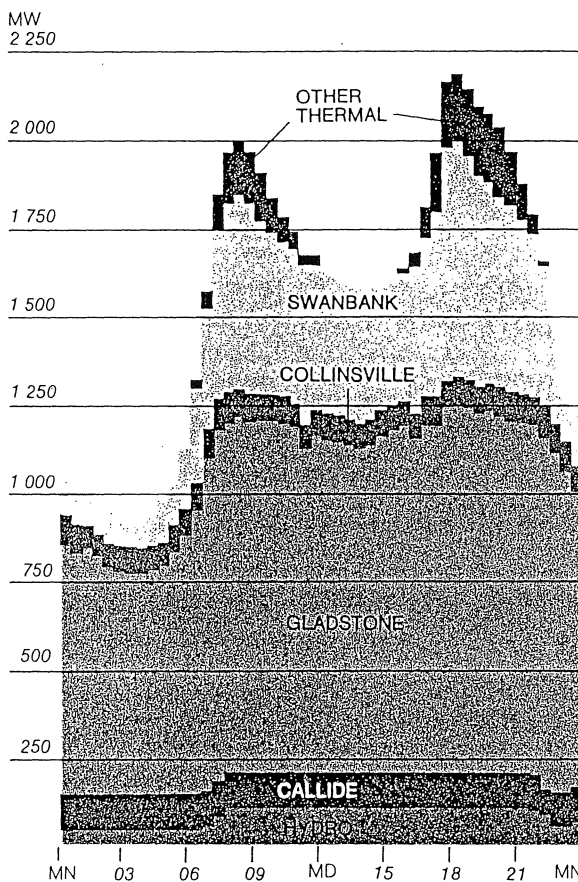 MW
2 250
OTHER
THERMAL
2 000
1 750
SWANBANK
1 500
COLLINSVILLE
1 250
1 000
750
GLADSTONE
500
250
CALLIDE
HYDRO
MN 03 06 09 MD 15 18 21 MN